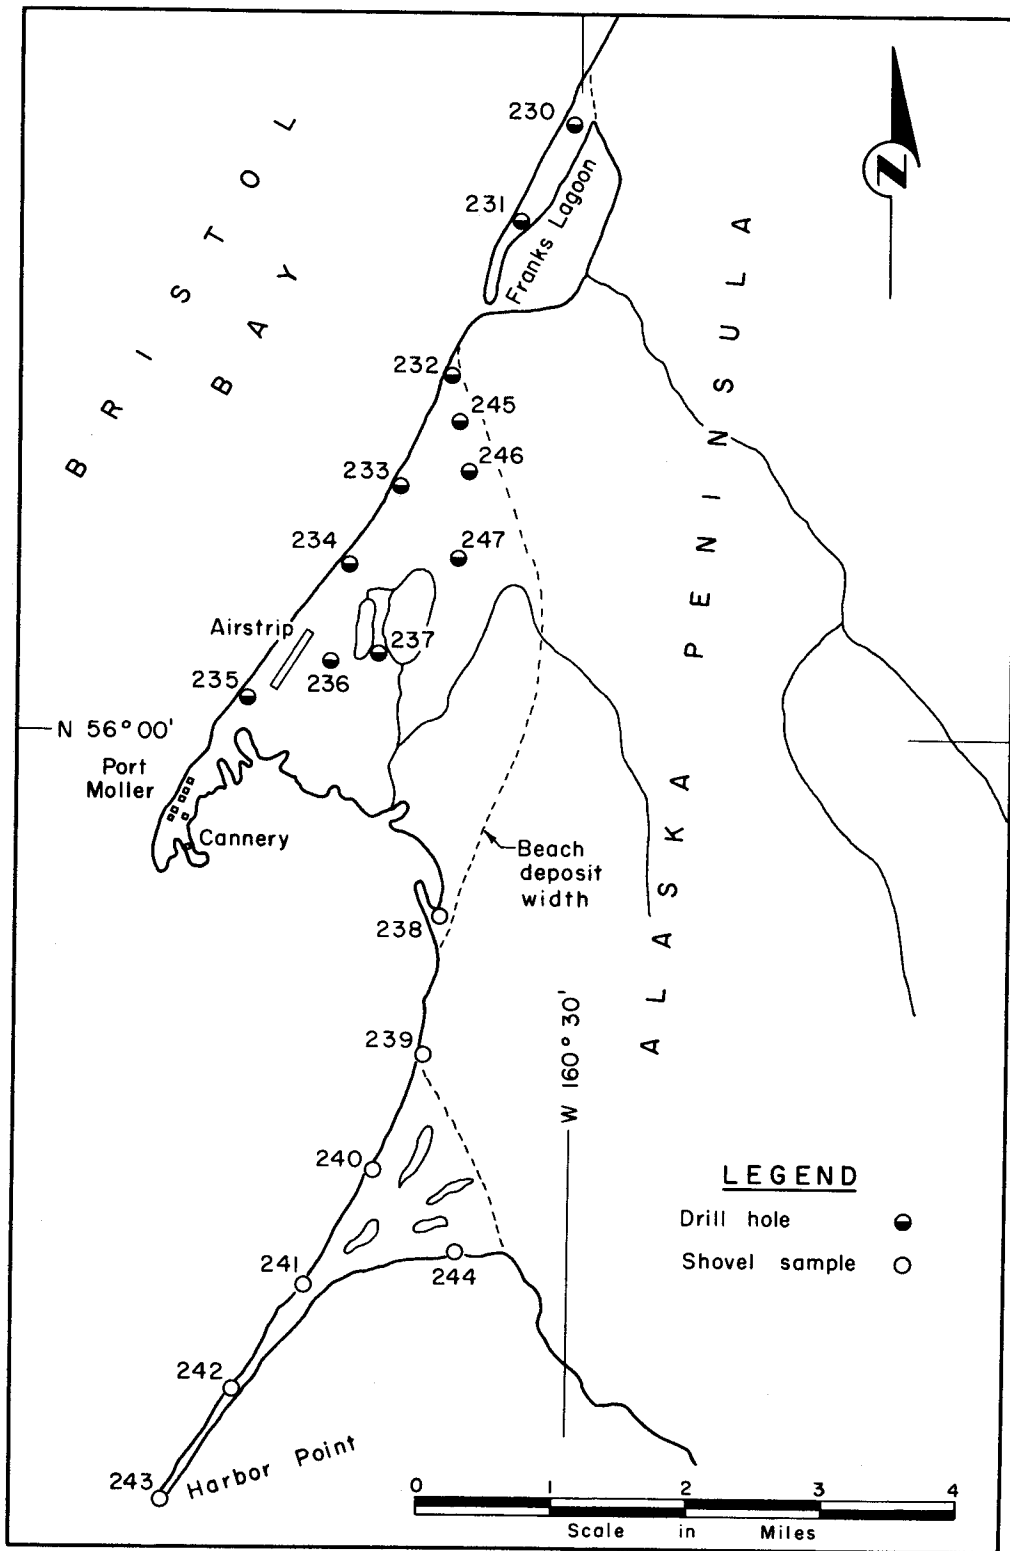 230
231
Franks Lagoon
BRISTOL
BAY
N
ALASKA PENINSULA
232
245
246
233
234
247
Airstrip
237
236
235
N 56° 00'
Port
Moller
Cannery
Beach
deposit
width
238
239
W 160° 30'
240
241
244
242
243
Harbor Point
LEGEND
Drill hole
Shovel sample
0 1 2 3 4
Scale in Miles